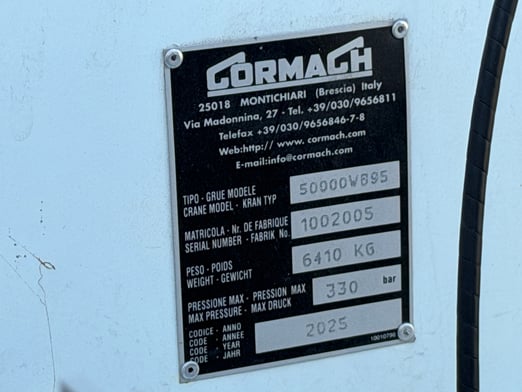 CORMACH
25018 MONTICHIARI (Brescia) Italy
Via Madonnina, 27 - Tel. +39/030/9656811
Telefax +39/030/9656846-7-8
Web:http// www. cormach.com
E-mail:info@cormach.com
TIPO - GRUE MODELE
CRANE MODEL - KRAN TYP
50000W695
MATRICOLA - Nr. DE FABRIQUE
SERIAL NUMBER - FABRIK No.
1002005
PESO - POIDS
WEIGHT - GEWICHT
6410 KG
PRESSIONE MAX - PRESSION MAX
MAX PRESSURE - MAX DRUCK
330 bar
CODICE - ANNO
CODE - ANNEE
CODE - YEAR
CODE - JAHR
2025
10010798